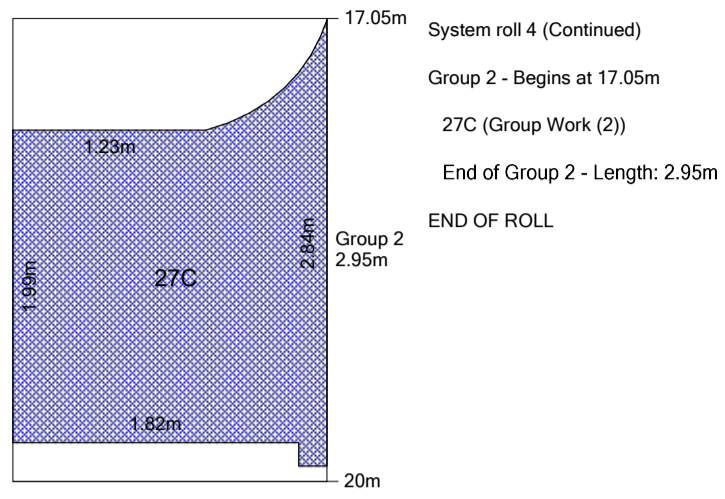 17.05m
System roll 4 (Continued)
Group 2 - Begins at 17.05m
27C (Group Work (2))
End of Group 2 - Length: 2.95m
END OF ROLL
1.23m
1.99m
27C
2.84m
Group 2
2.95m
1.82m
20m